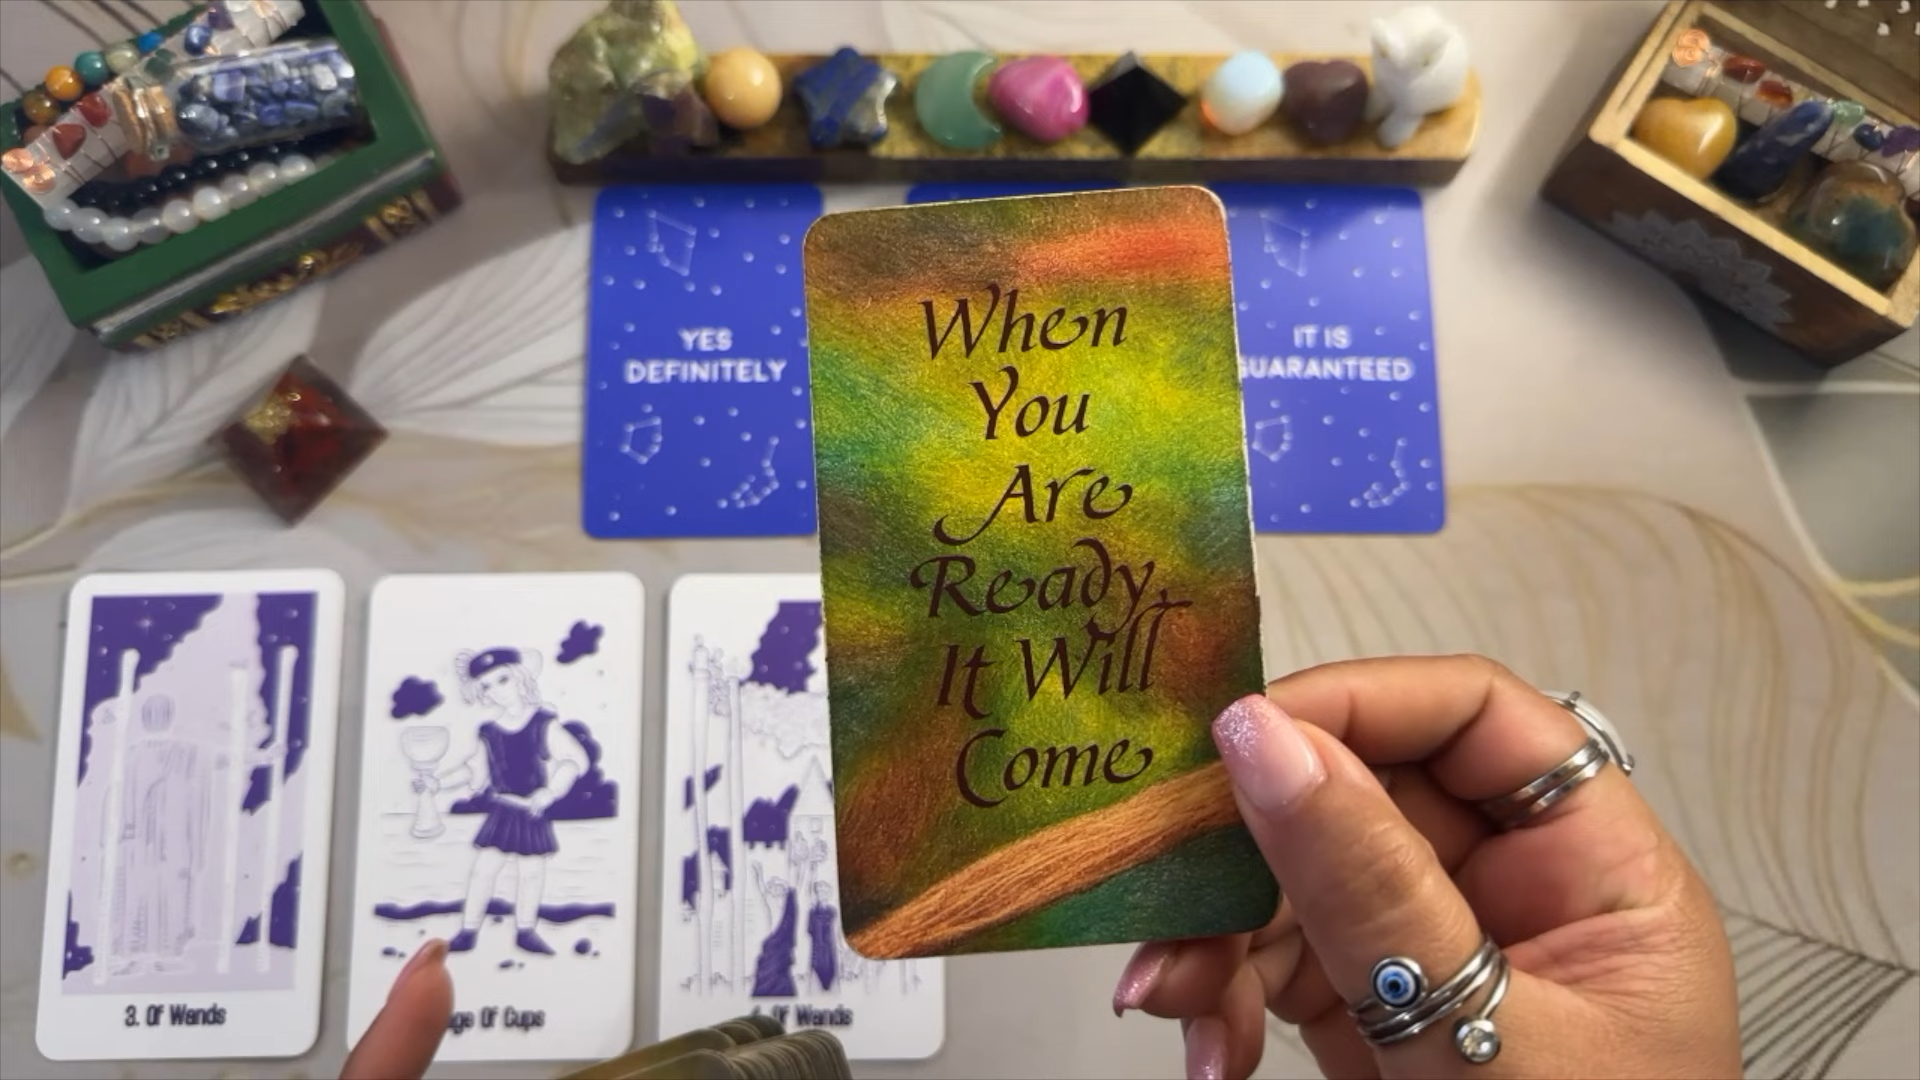 YES
DEFINITELY
IT IS
GUARANTEED
When
You
Are
Ready,
It Will
Come
3. Of Wands
Of Cups
Of Wands